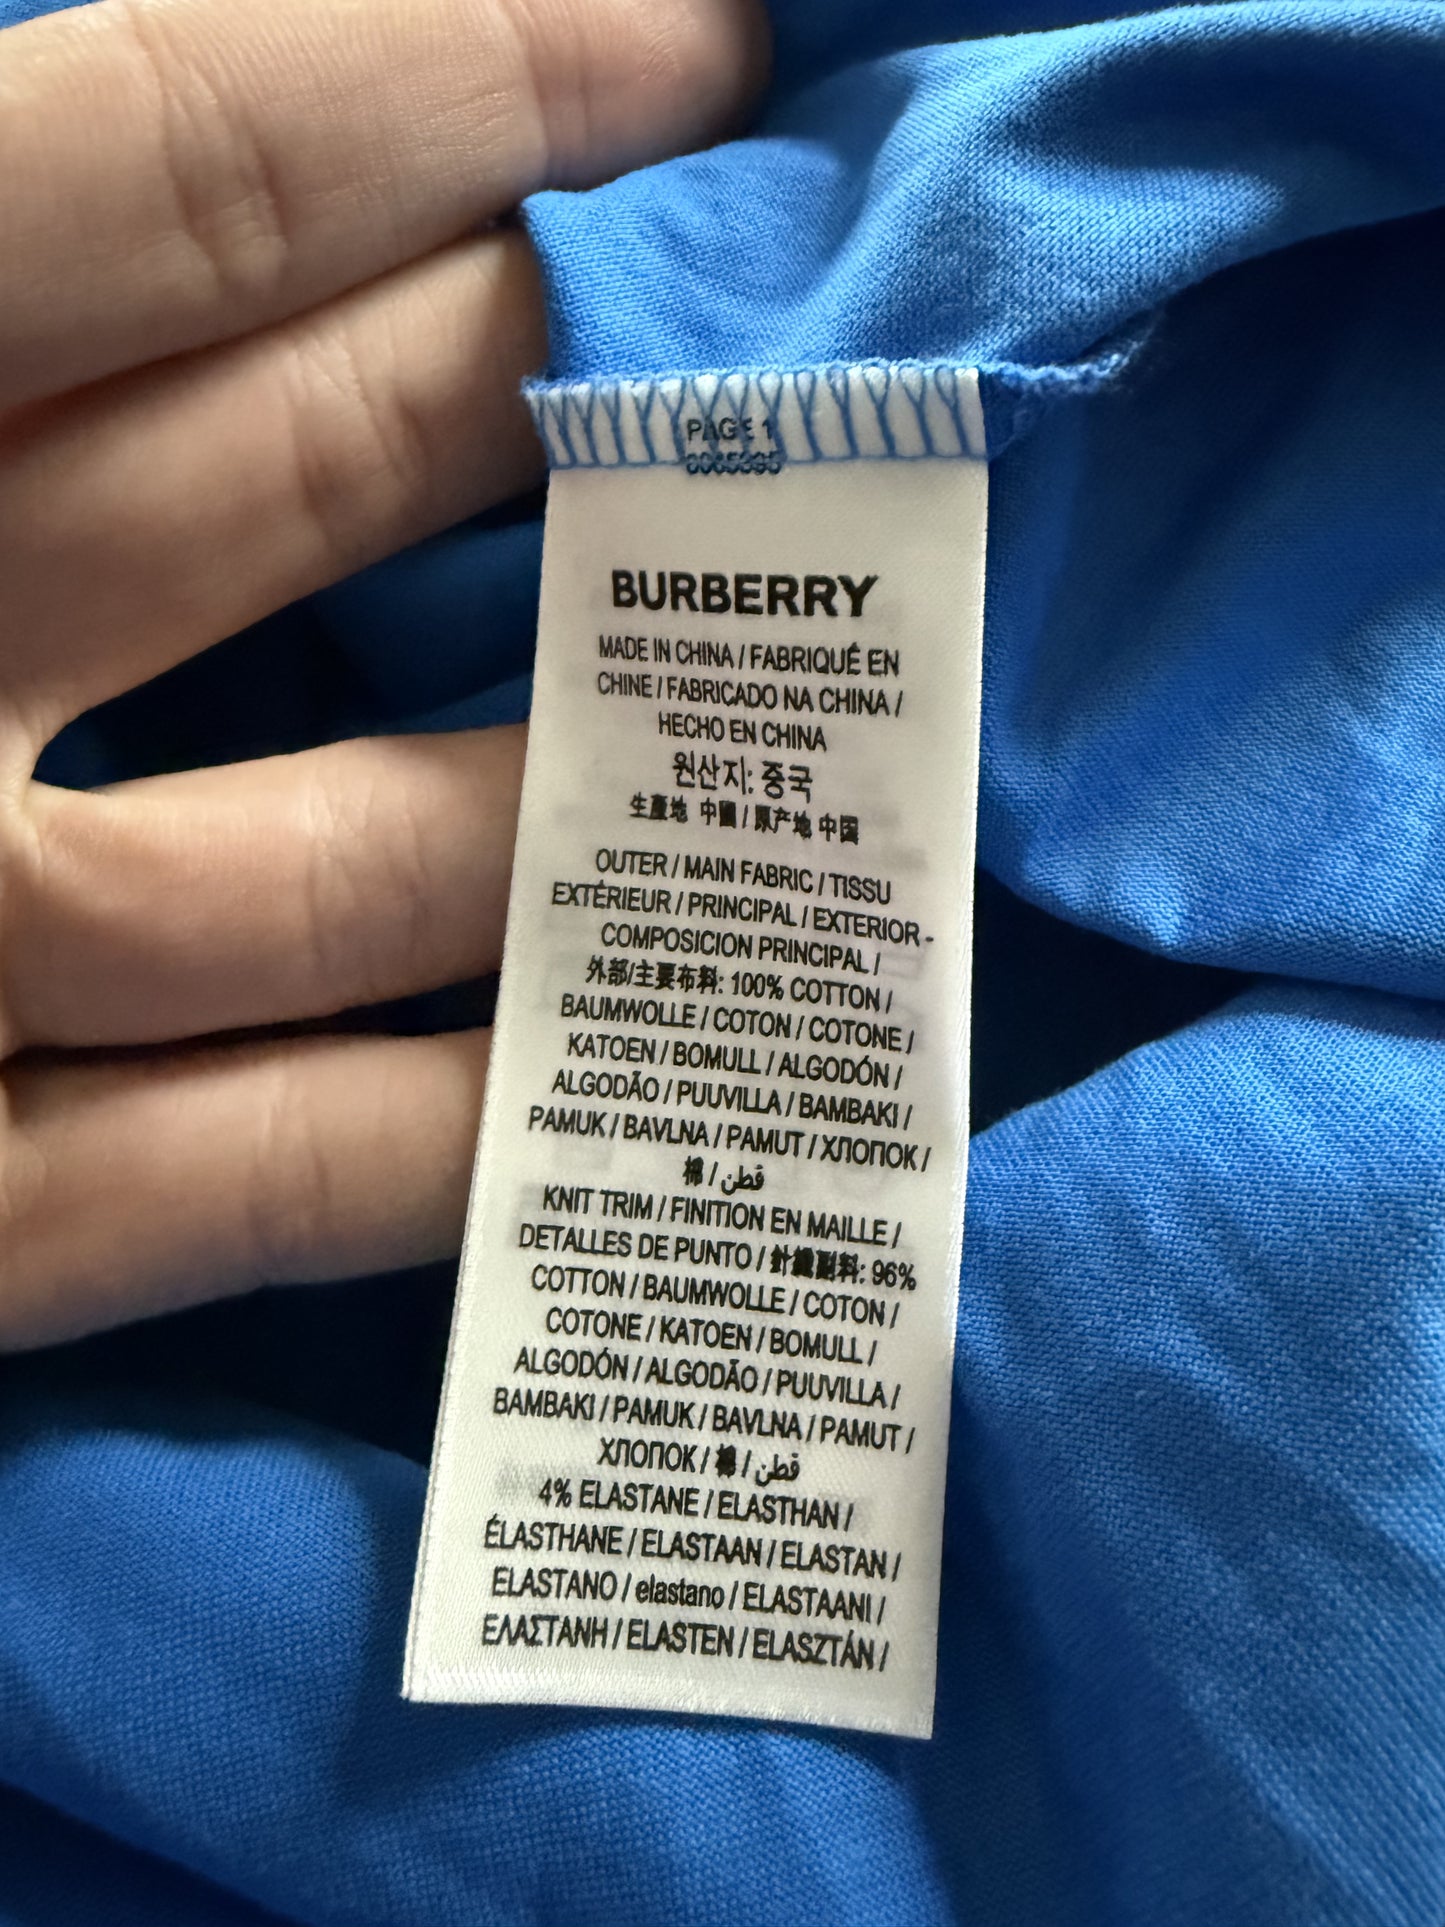 PAGE 1
BURBERRY
MADE IN CHINA / FABRIQUÉ EN
CHINE / FABRICADO NA CHINA /
HECHO EN CHINA
원산지: 중국
生產地 中國 / 原产地 中国
OUTER / MAIN FABRIC / TISSU
EXTÉRIEUR / PRINCIPAL / EXTERIOR -
COMPOSICION PRINCIPAL /
外部/主要布料: 100% COTTON /
BAUMWOLLE / COTON / COTONE /
KATOEN / BOMULL / ALGODÓN /
ALGODÃO / PUUVILLA / BAMBAKI /
PAMUK / BAVLNA / PAMUT / ХЛОПОК /
棉 / قطن
KNIT TRIM / FINITION EN MAILLE /
DETALLES DE PUNTO / 針織副料: 96%
COTTON / BAUMWOLLE / COTON /
COTONE / KATOEN / BOMULL /
ALGODÓN / ALGODÃO / PUUVILLA /
BAMBAKI / PAMUK / BAVLNA / PAMUT /
ХЛОПОК / 棉 / قطن
4% ELASTANE / ELASTHAN /
ÉLASTHANE / ELASTAAN / ELASTAN /
ELASTANO / elastano / ELASTAANI /
ΕΛΑΣΤΑΝΗ / ELASTEN / ELASZTÁN /